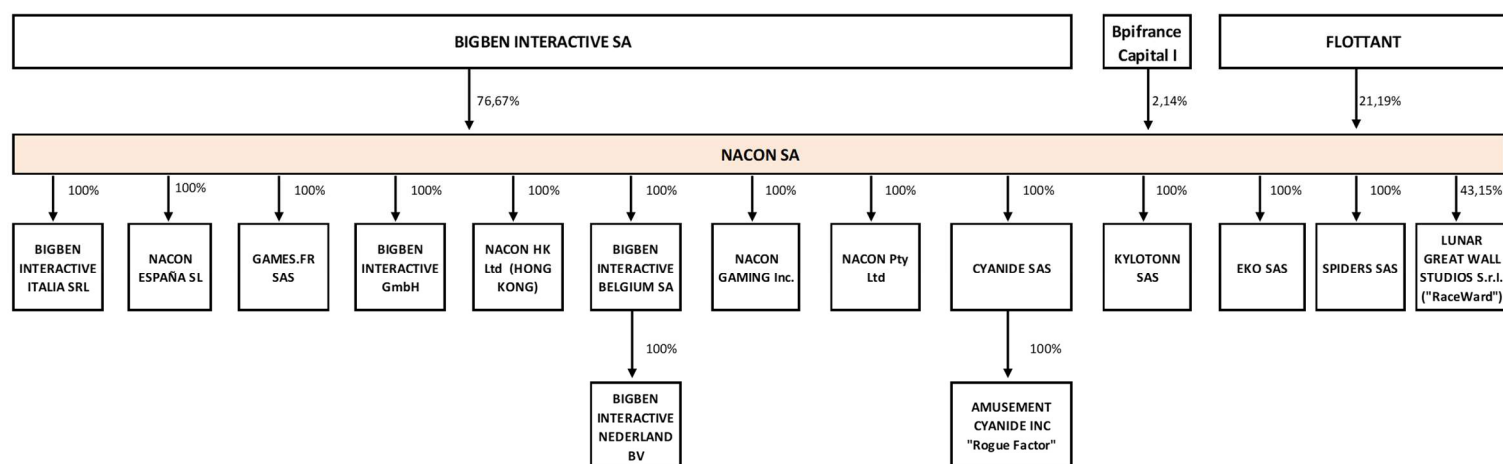 BIGBEN INTERACTIVE SA
Bpifrance
Capital I
FLOTTANT
76,67%
2,14%
21,19%
NACON SA
100%
100%
100%
100%
100%
100%
100%
100%
100%
100%
100%
100%
43,15%
BIGBEN
INTERACTIVE
ITALIA SRL
NACON
ESPAÑA SL
GAMES.FR
SAS
BIGBEN
INTERACTIVE
GmbH
NACON HK
Ltd (HONG
KONG)
BIGBEN
INTERACTIVE
BELGIUM SA
NACON
GAMING Inc.
NACON Pty
Ltd
CYANIDE SAS
KYLOTONN
SAS
EKO SAS
SPIDERS SAS
LUNAR
GREAT WALL
STUDIOS S.r.l.
("RaceWard")
100%
100%
BIGBEN
INTERACTIVE
NEDERLAND
BV
AMUSEMENT
CYANIDE INC
"Rogue Factor"